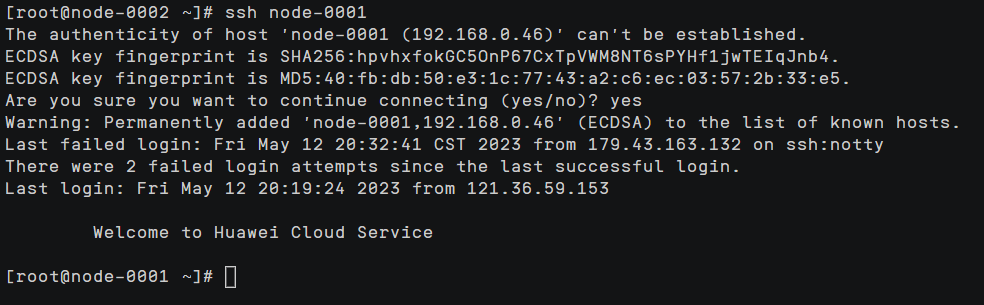 [root@node-0002 ~]# ssh node-0001
The authenticity of host 'node-0001 (192.168.0.46)' can't be established.
ECDSA key fingerprint is SHA256:hpvhxfokGC5OnP67CxTpVWM8NT6sPYHf1jwTEIqJnb4.
ECDSA key fingerprint is MD5:40:fb:db:50:e3:1c:77:43:a2:c6:ec:03:57:2b:33:e5.
Are you sure you want to continue connecting (yes/no)? yes
Warning: Permanently added 'node-0001,192.168.0.46' (ECDSA) to the list of known hosts.
Last failed login: Fri May 12 20:32:41 CST 2023 from 179.43.163.132 on ssh:notty
There were 2 failed login attempts since the last successful login.
Last login: Fri May 12 20:19:24 2023 from 121.36.59.153
Welcome to Huawei Cloud Service
[root@node-0001 ~]#